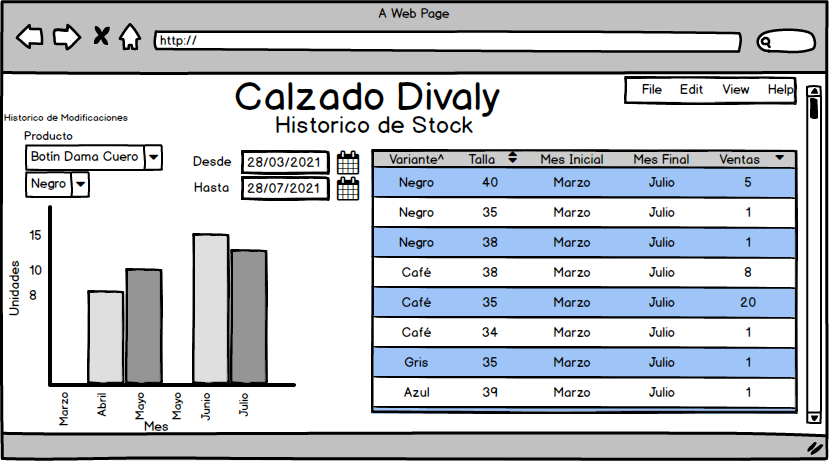 A Web Page
http://
File Edit View Help
Calzado Divaly
Historico de Stock
Historico de Modificaciones
Producto
Botín Dama Cuero
Negro
Desde 28/03/2021
Hasta 28/07/2021
Unidades
15
10
8
Marzo Abril Mayo Mayo Junio Julio
Mes
Variante^ Talla Mes Inicial Mes Final Ventas
Negro 40 Marzo Julio 5
Negro 35 Marzo Julio 1
Negro 38 Marzo Julio 1
Café 38 Marzo Julio 8
Café 35 Marzo Julio 20
Café 34 Marzo Julio 1
Gris 35 Marzo Julio 1
Azul 39 Marzo Julio 1